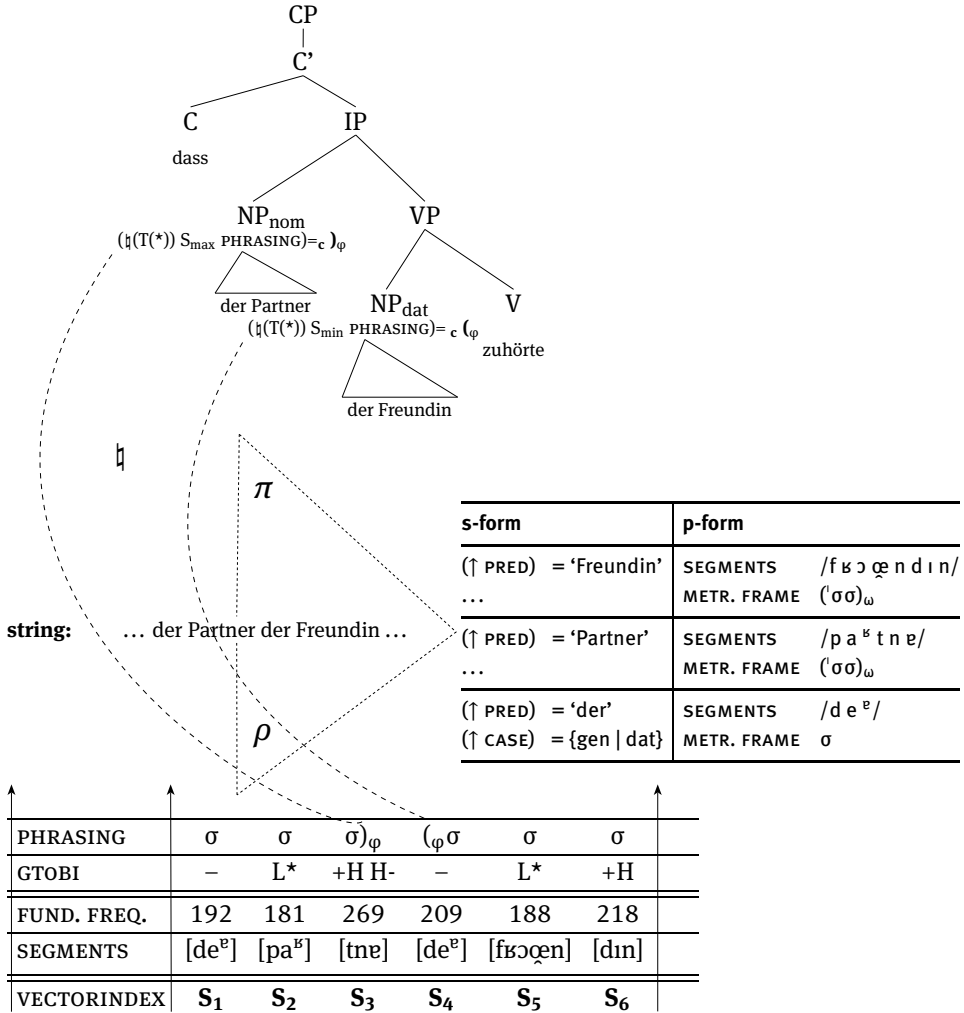 CP
C’
C IP
dass
NPnom VP
(♮(T(*)) Smax PHRASING)=c )φ
der Partner NPdat V
(♮(T(*)) Smin PHRASING)= c (φ
zuhörte
der Freundin
♮
π
s-form p-form
(↑ PRED) = ‘Freundin’ SEGMENTS /f ʁ ɔ œ̯ n d ɪ n/
... METR. FRAME (ˈσσ)ω
string: ... der Partner der Freundin ...
(↑ PRED) = ‘Partner’ SEGMENTS /p a ʁ t n ɐ/
... METR. FRAME (ˈσσ)ω
(↑ PRED) = ‘der’ SEGMENTS /d e ɐ/
(↑ CASE) = {gen | dat} METR. FRAME σ
ρ
PHRASING σ σ σ)φ (φσ σ σ
GTOBI – L* +H H- – L* +H
FUND. FREQ. 192 181 269 209 188 218
SEGMENTS [deᵄ] [paʁ] [tnɐ] [deᵄ] [fʁɔœ̯n] [dɪn]
VECTORINDEX S1 S2 S3 S4 S5 S6